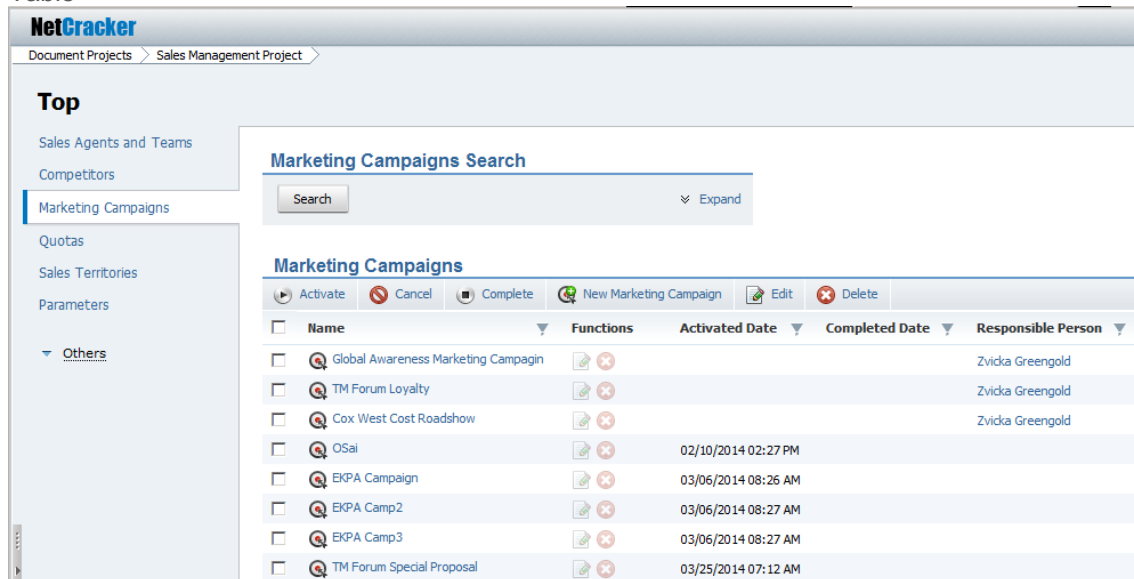 NetCracker
Document Projects Sales Management Project
Top
Sales Agents and Teams
Competitors
Marketing Campaigns
Quotas
Sales Territories
Parameters
Others
Marketing Campaigns Search
Search Expand
Marketing Campaigns
Activate Cancel Complete New Marketing Campaign Edit Delete
Name Functions Activated Date Completed Date Responsible Person
Global Awareness Marketing Campagin Zvicka Greengold
TM Forum Loyalty Zvicka Greengold
Cox West Cost Roadshow Zvicka Greengold
OSai 02/10/2014 02:27 PM
EKPA Campaign 03/06/2014 08:26 AM
EKPA Camp2 03/06/2014 08:27 AM
EKPA Camp3 03/06/2014 08:27 AM
TM Forum Special Proposal 03/25/2014 07:12 AM